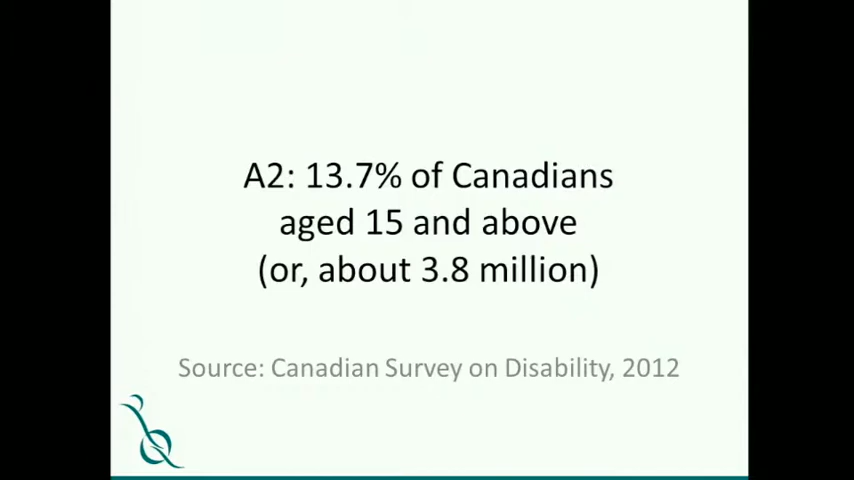 A2: 13.7% of Canadians
aged 15 and above
(or, about 3.8 million)
Source: Canadian Survey on Disability, 2012